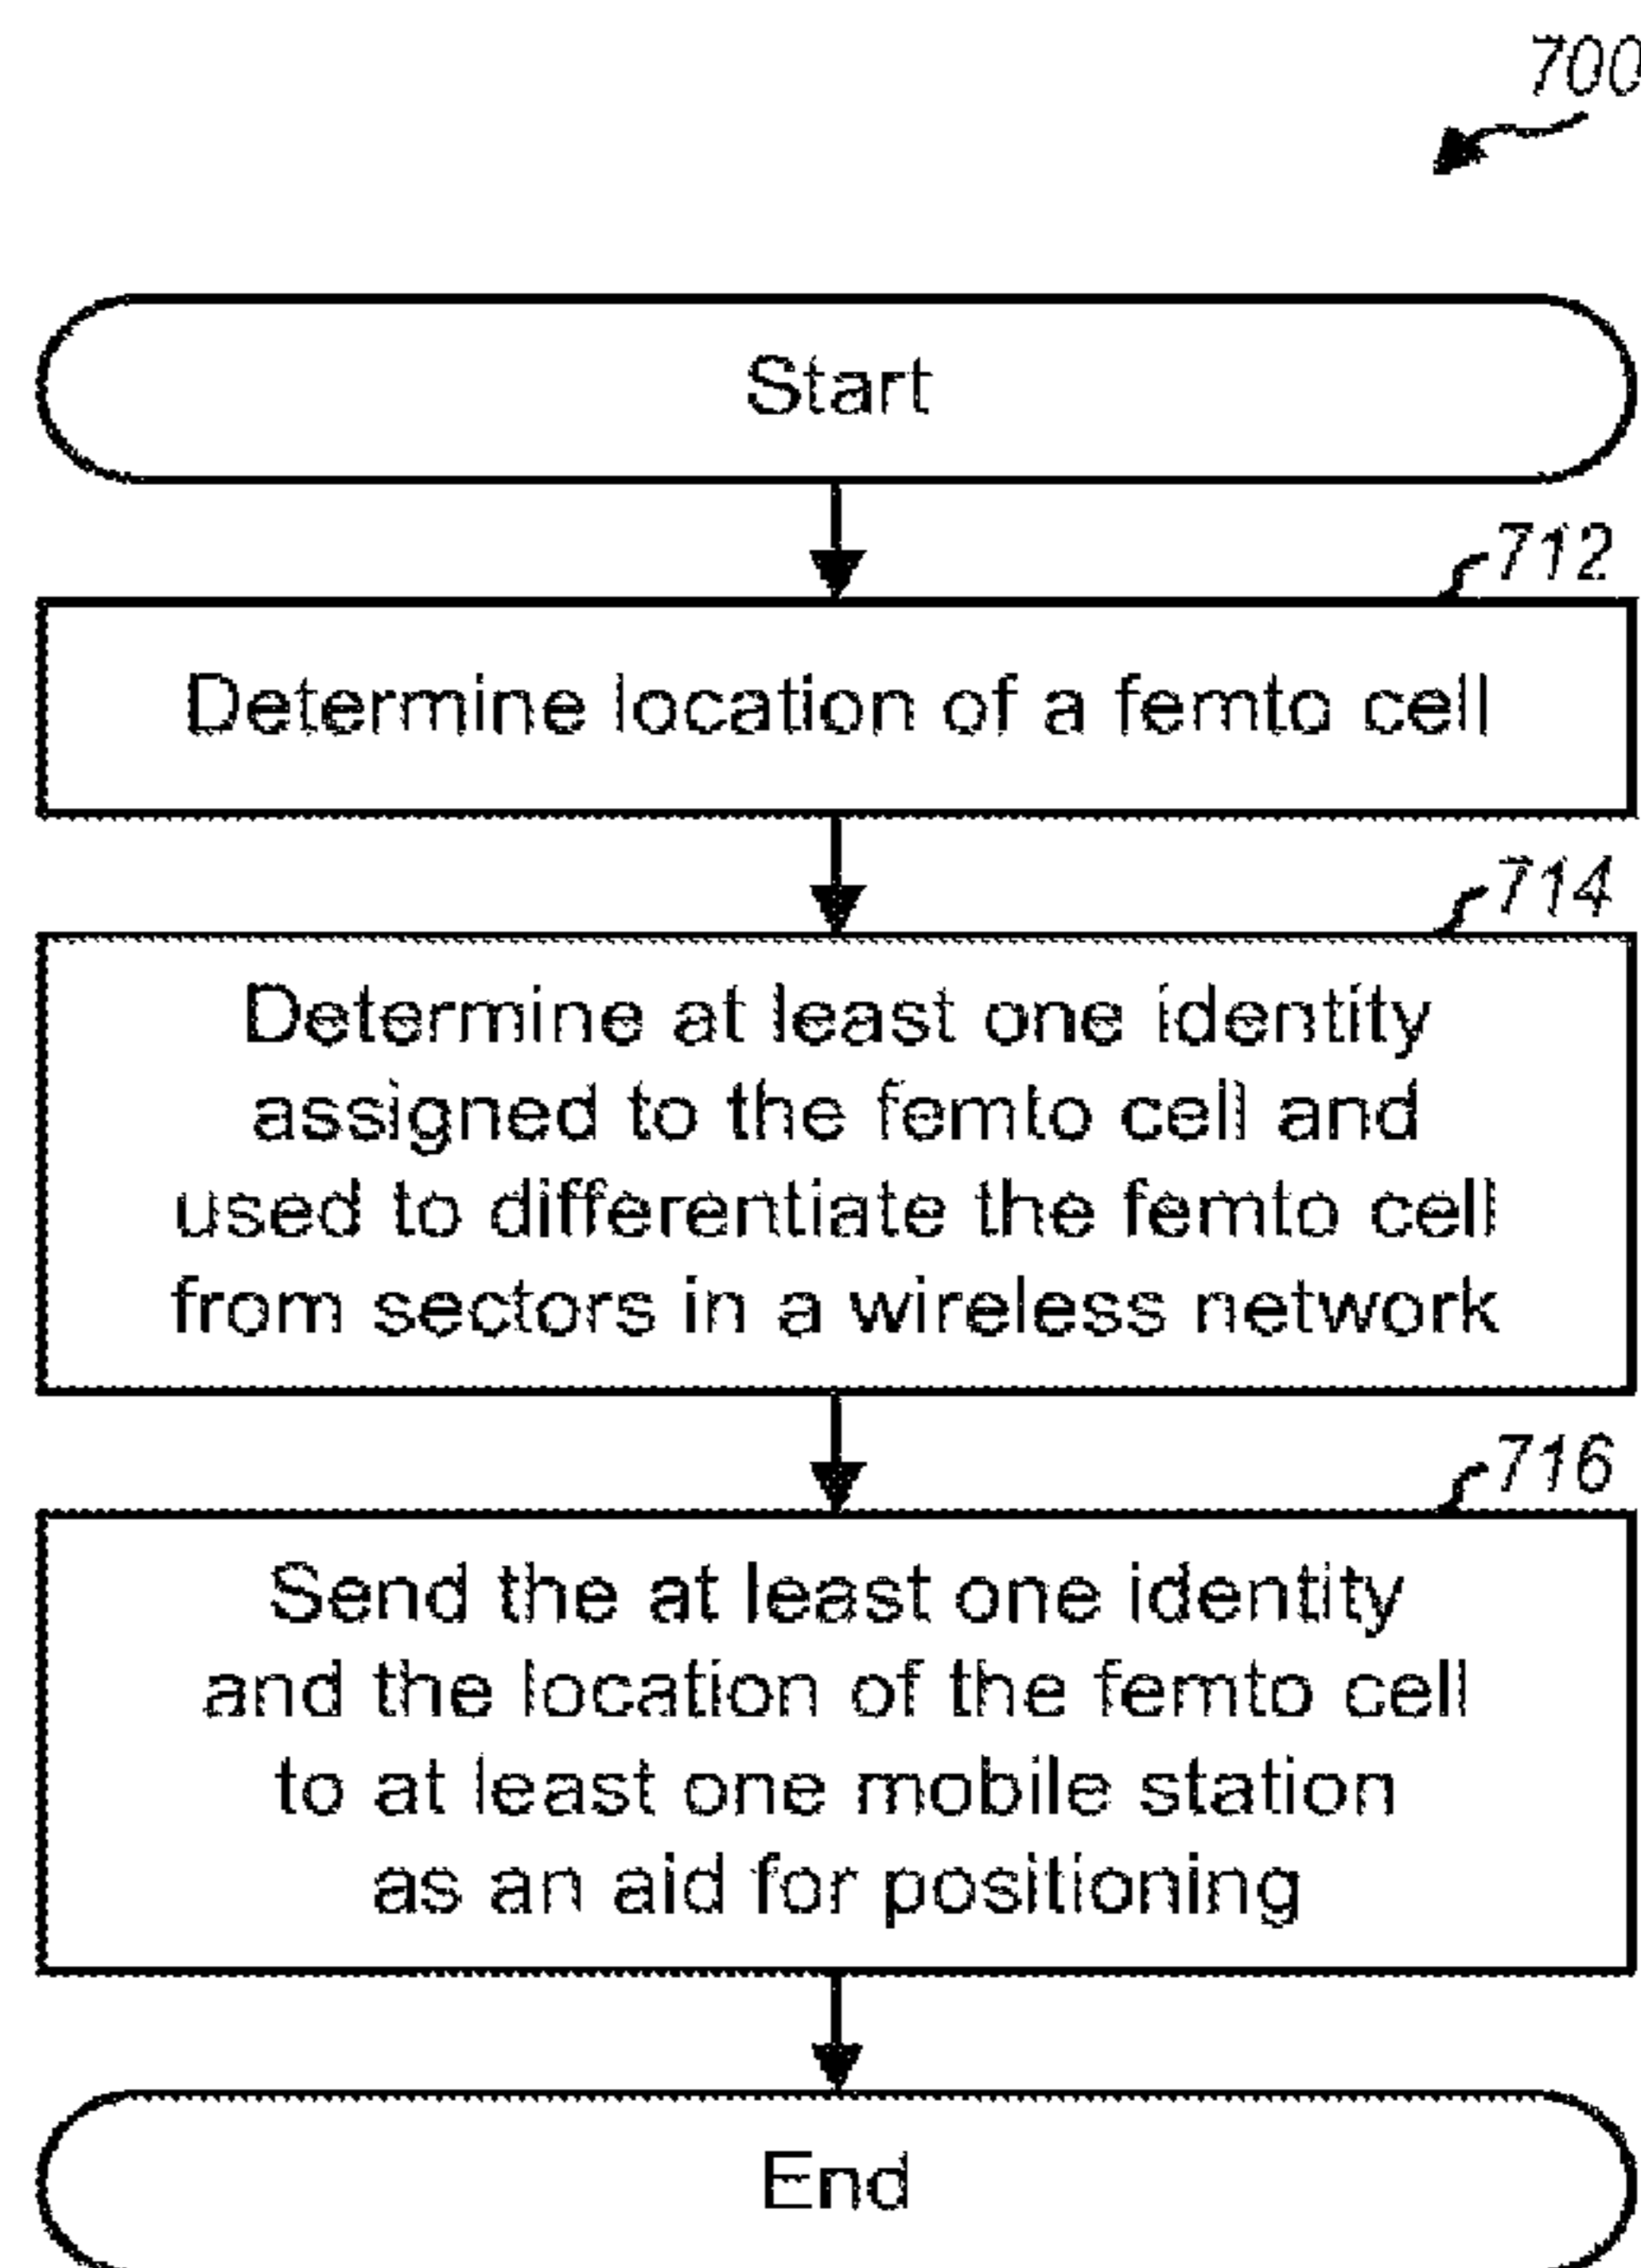 700
Start
712
Determine location of a femto cell
714
Determine at least one identity
assigned to the femto cell and
used to differentiate the femto cell
from sectors in a wireless network
716
Send the at least one identity
and the location of the femto cell
to at least one mobile station
as an aid for positioning
End